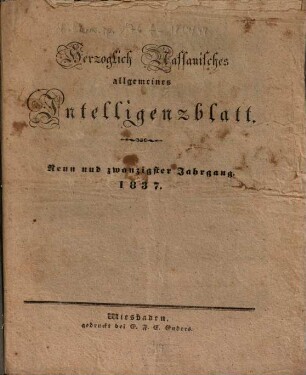 Herzoglich Nassauisches
allgemeines
Intelligenzblatt.
Neun und zwanzigster Jahrgang.
1837.
Wiesbaden.
gedruckt bei